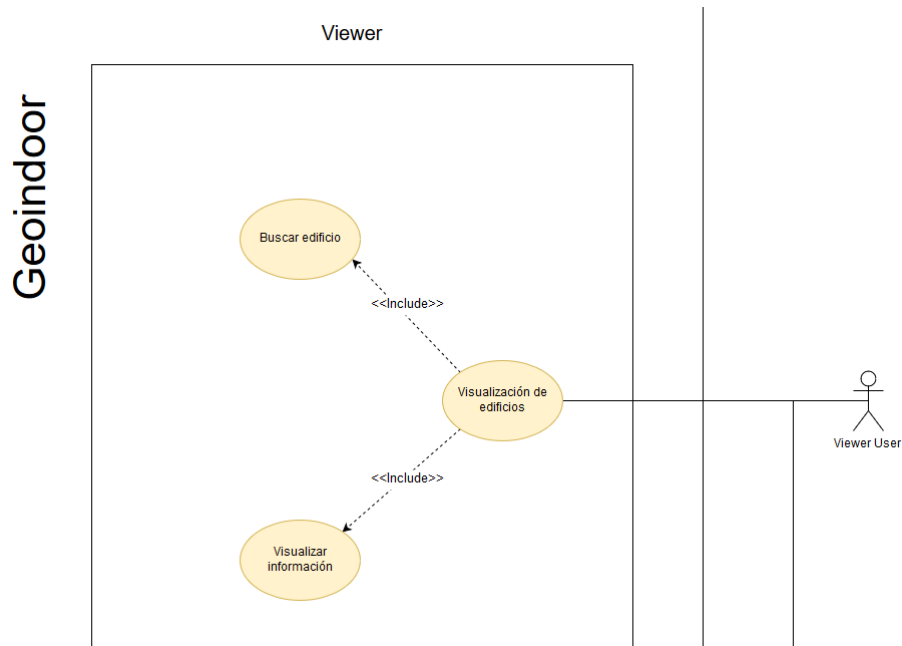 Viewer
Geoindoor
Buscar edificio
<<Include>>
Visualización de
edificios
Viewer User
<<Include>>
Visualizar
información